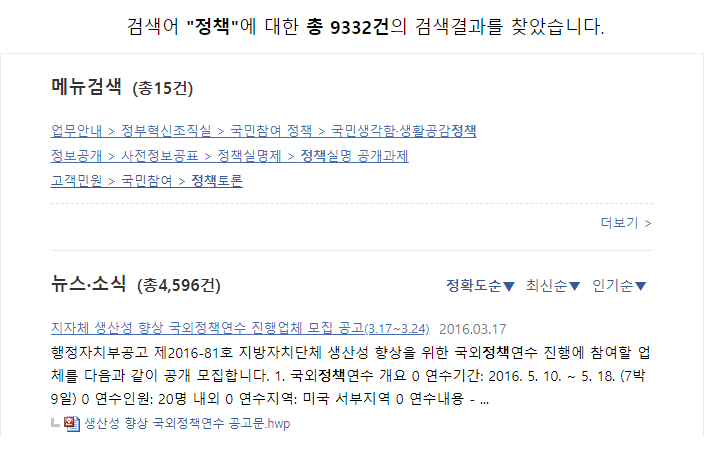 검색어 "정책"에 대한 총 9332건의 검색결과를 찾았습니다.
메뉴검색 (총15건)
업무안내 > 정부혁신조직실 > 국민참여 정책 > 국민생각함·생활공감정책
정보공개 > 사전정보공표 > 정책실명제 > 정책실명 공개과제
고객민원 > 국민참여 > 정책토론
더보기 >
뉴스·소식 (총4,596건) 정확도순▼ 최신순▼ 인기순▼
지자체 생산성 향상 국외정책연수 진행업체 모집 공고(3.17~3.24) 2016.03.17
행정자치부공고 제2016-81호 지방자치단체 생산성 향상을 위한 국외정책연수 진행에 참여할 업
체를 다음과 같이 공개 모집합니다. 1. 국외정책연수 개요 0 연수기간: 2016. 5. 10. ~ 5. 18. (7박
9일) 0 연수인원: 20명 내외 0 연수지역: 미국 서부지역 0 연수내용 - ...
생산성 향상 국외정책연수 공고문.hwp